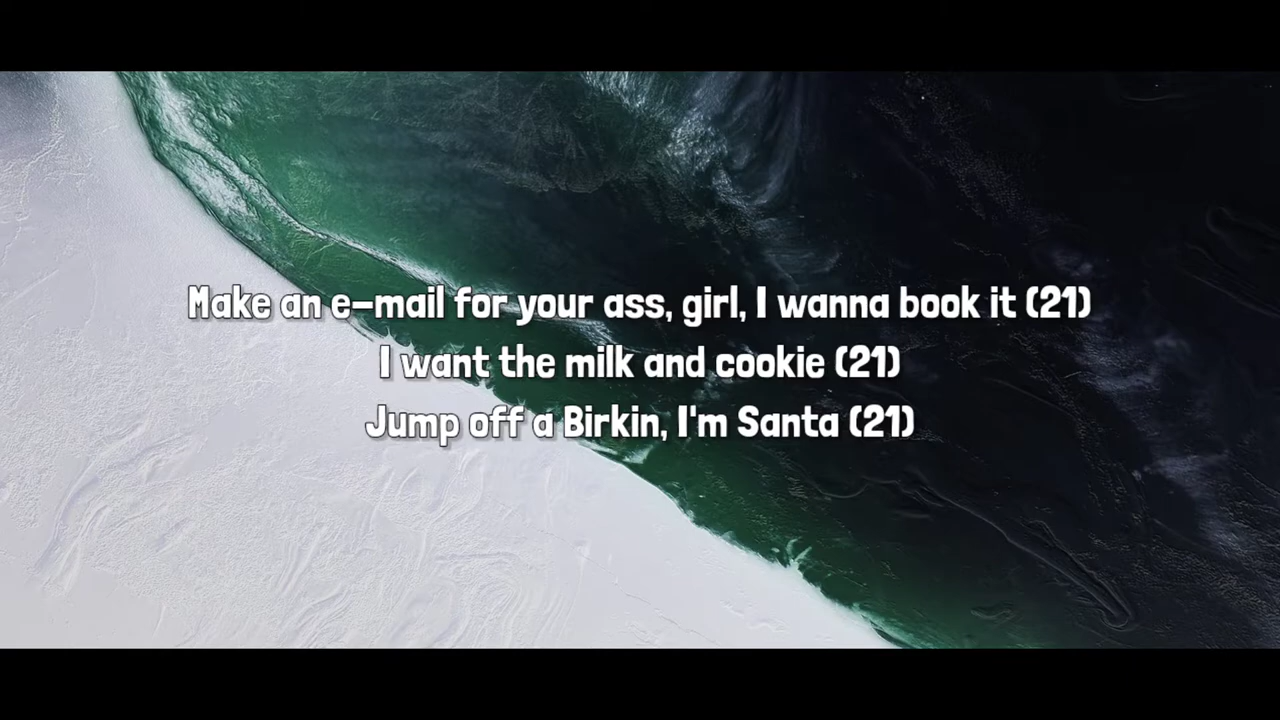 Make an e-mail for your ass, girl, I wanna book it (21)
I want the milk and cookie (21)
Jump off a Birkin, I'm Santa (21)